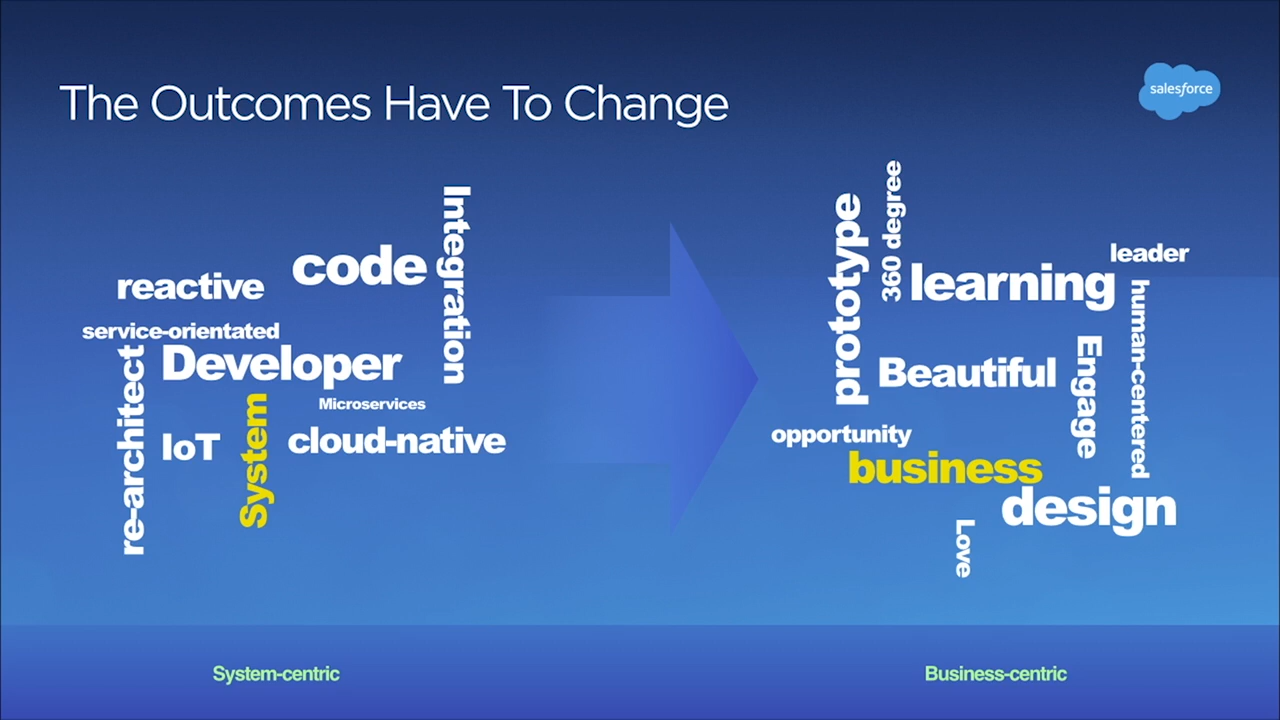 The Outcomes Have To Change
salesforce
Integration
code
reactive
service-orientated
Developer
re-architect
Microservices
System
IoT
cloud-native
360 degree
prototype
leader
learning
human-centered
Engage
Beautiful
opportunity
business
design
Love
System-centric
Business-centric